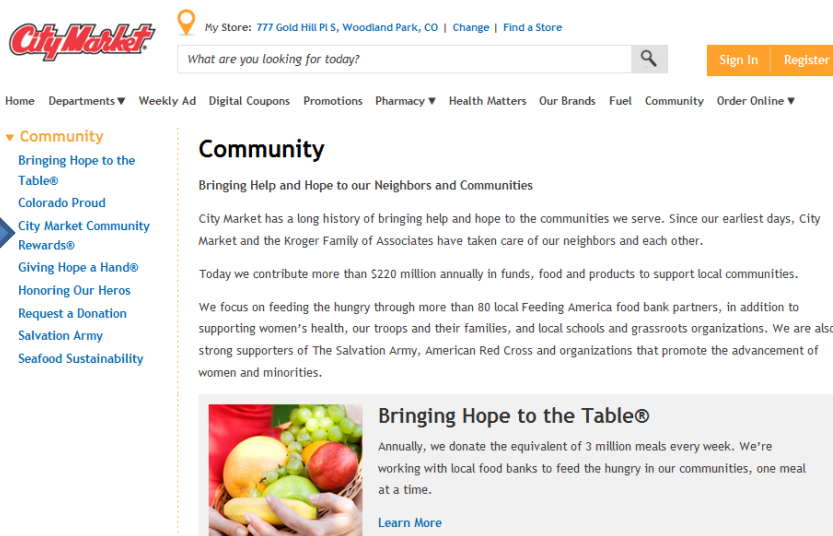 City Market.
My Store: 777 Gold Hill Pl S, Woodland Park, CO | Change | Find a Store
What are you looking for today?
Sign In Register
Home Departments▼ Weekly Ad Digital Coupons Promotions Pharmacy▼ Health Matters Our Brands Fuel Community Order Online▼
Community
Bringing Hope to the
Table®
Colorado Proud
City Market Community
Rewards®
Giving Hope a Hand®
Honoring Our Heros
Request a Donation
Salvation Army
Seafood Sustainability
Community
Bringing Help and Hope to our Neighbors and Communities
City Market has a long history of bringing help and hope to the communities we serve. Since our earliest days, City
Market and the Kroger Family of Associates have taken care of our neighbors and each other.
Today we contribute more than $220 million annually in funds, food and products to support local communities.
We focus on feeding the hungry through more than 80 local Feeding America food bank partners, in addition to
supporting women's health, our troops and their families, and local schools and grassroots organizations. We are also
strong supporters of The Salvation Army, American Red Cross and organizations that promote the advancement of
women and minorities.
Bringing Hope to the Table®
Annually, we donate the equivalent of 3 million meals every week. We're
working with local food banks to feed the hungry in our communities, one meal
at a time.
Learn More